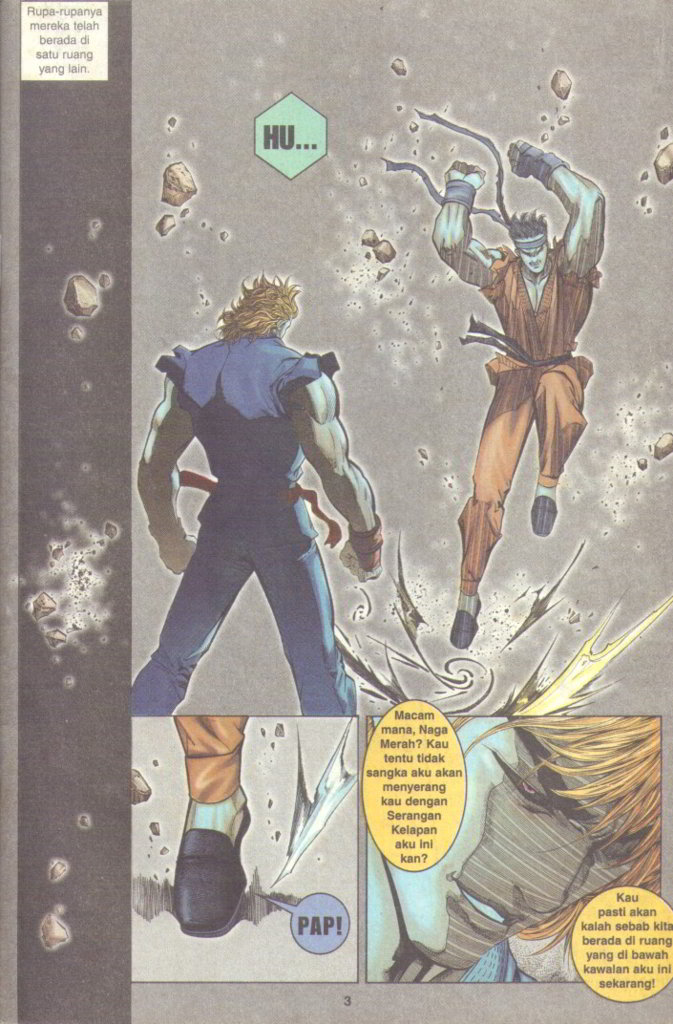 Rupa-rupanya
mereka telah
berada di
satu ruang
yang lain.
HU...
Macam
mana, Naga
Merah? Kau
tentu tidak
sangka aku akan
menyerang
kau dengan
Serangan
Kelapan
aku ini
kan?
PAP!
Kau
pasti akan
kalah sebab kita
berada di ruang
yang di bawah
kawalan aku ini
sekarang!
3